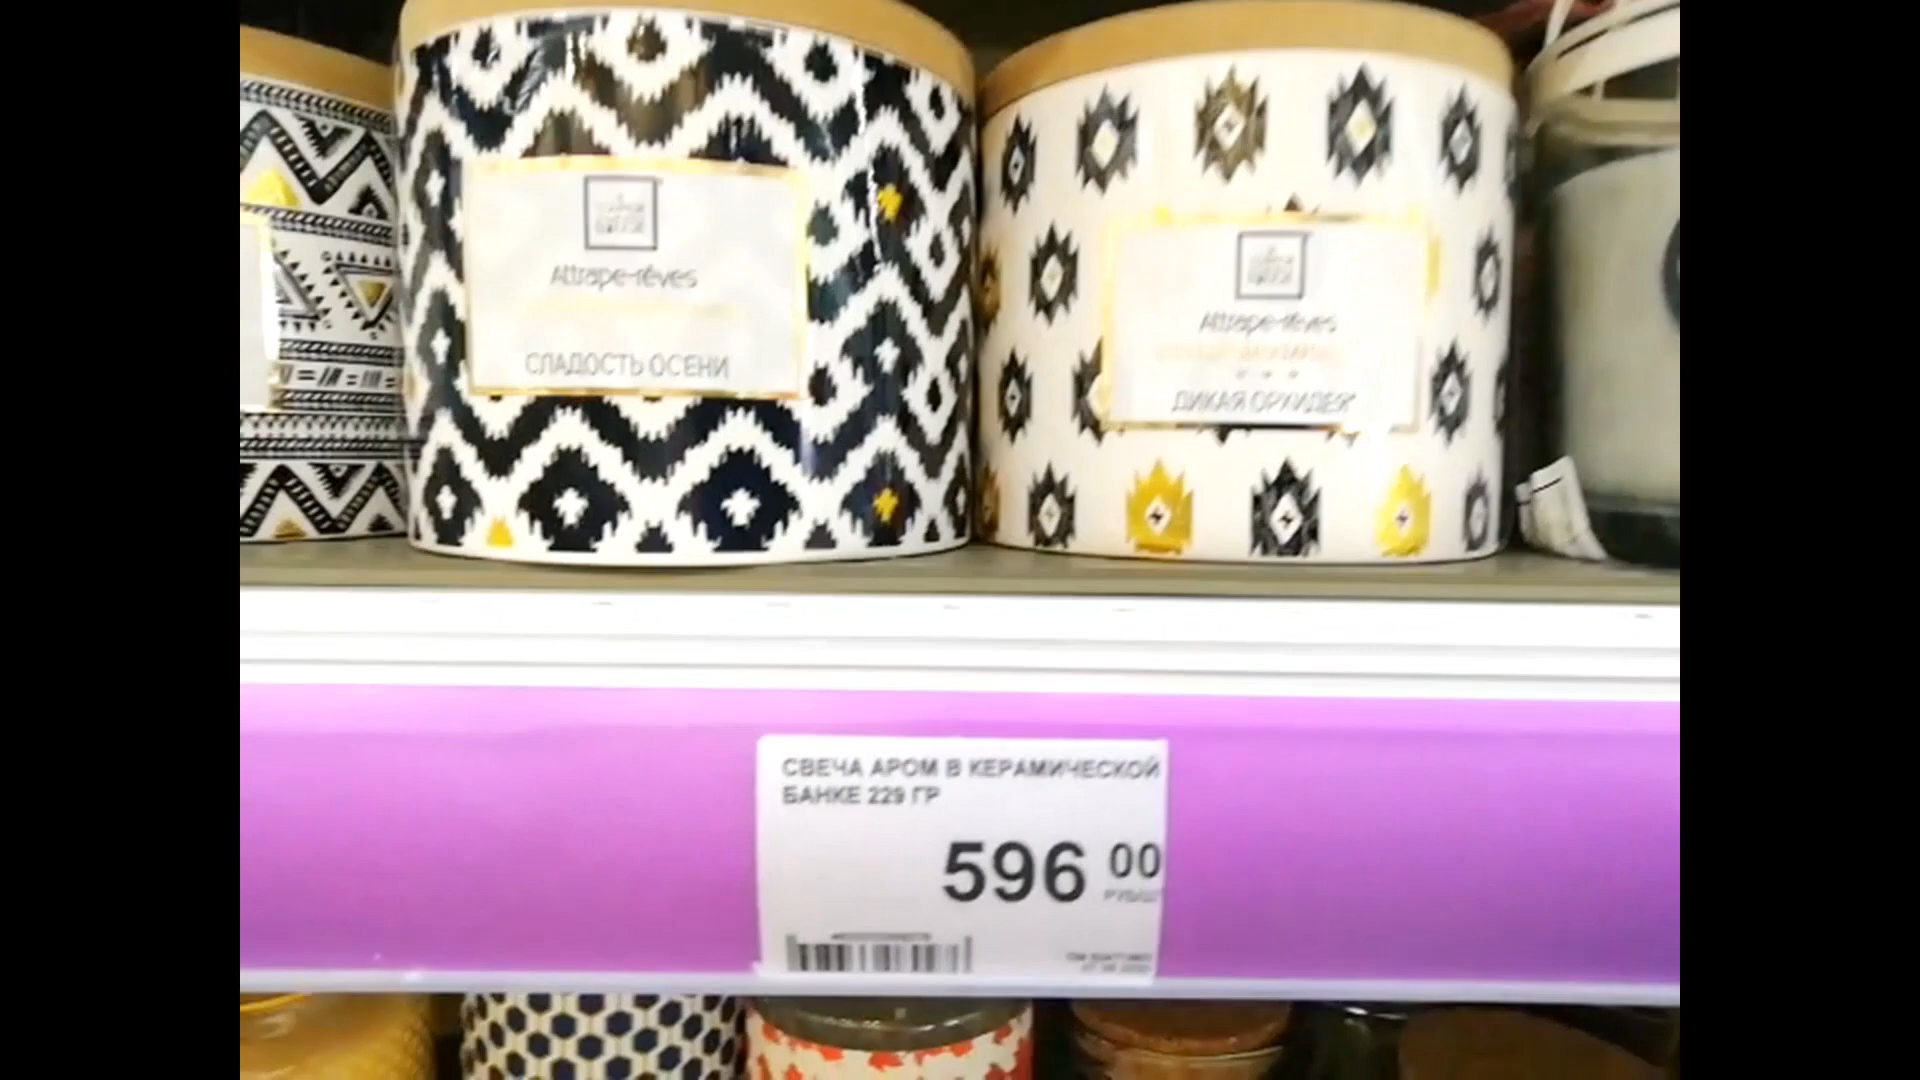 Attrape-rêves
СЛАДОСТЬ ОСЕНИ
Attrape-rêves
ДИКАЯ ОРХИДЕЯ
СВЕЧА АРОМ В КЕРАМИЧЕСКОЙ
БАНКЕ 229 ГР
596 00